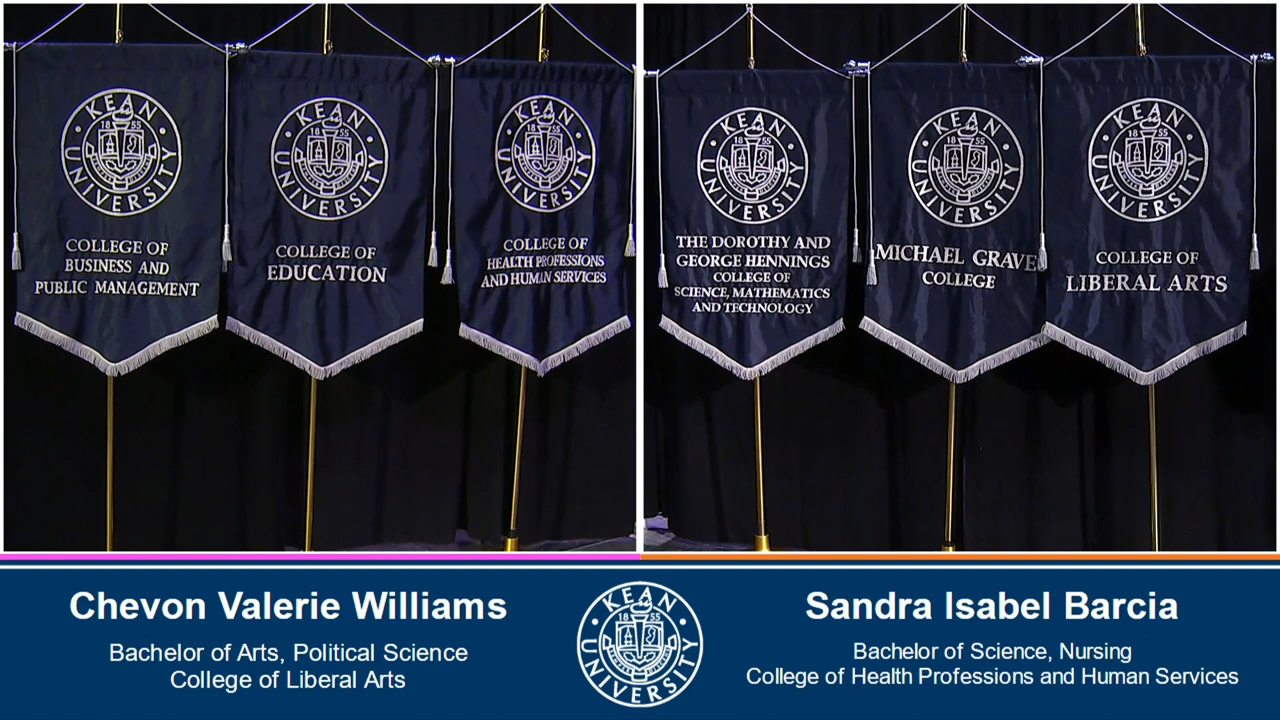 KEAN UNIVERSITY
1855
COLLEGE OF
BUSINESS AND
PUBLIC MANAGEMENT
KEAN UNIVERSITY
1855
COLLEGE OF
EDUCATION
KEAN UNIVERSITY
1855
COLLEGE OF
HEALTH PROFESSIONS
AND HUMAN SERVICES
KEAN UNIVERSITY
1855
THE DOROTHY AND
GEORGE HENNINGS
COLLEGE OF
SCIENCE, MATHEMATICS
AND TECHNOLOGY
KEAN UNIVERSITY
1855
MICHAEL GRAVE
COLLEGE
KEAN UNIVERSITY
1855
COLLEGE OF
LIBERAL ARTS
Chevon Valerie Williams
Bachelor of Arts, Political Science
College of Liberal Arts
KEAN UNIVERSITY
1855
Sandra Isabel Barcia
Bachelor of Science, Nursing
College of Health Professions and Human Services